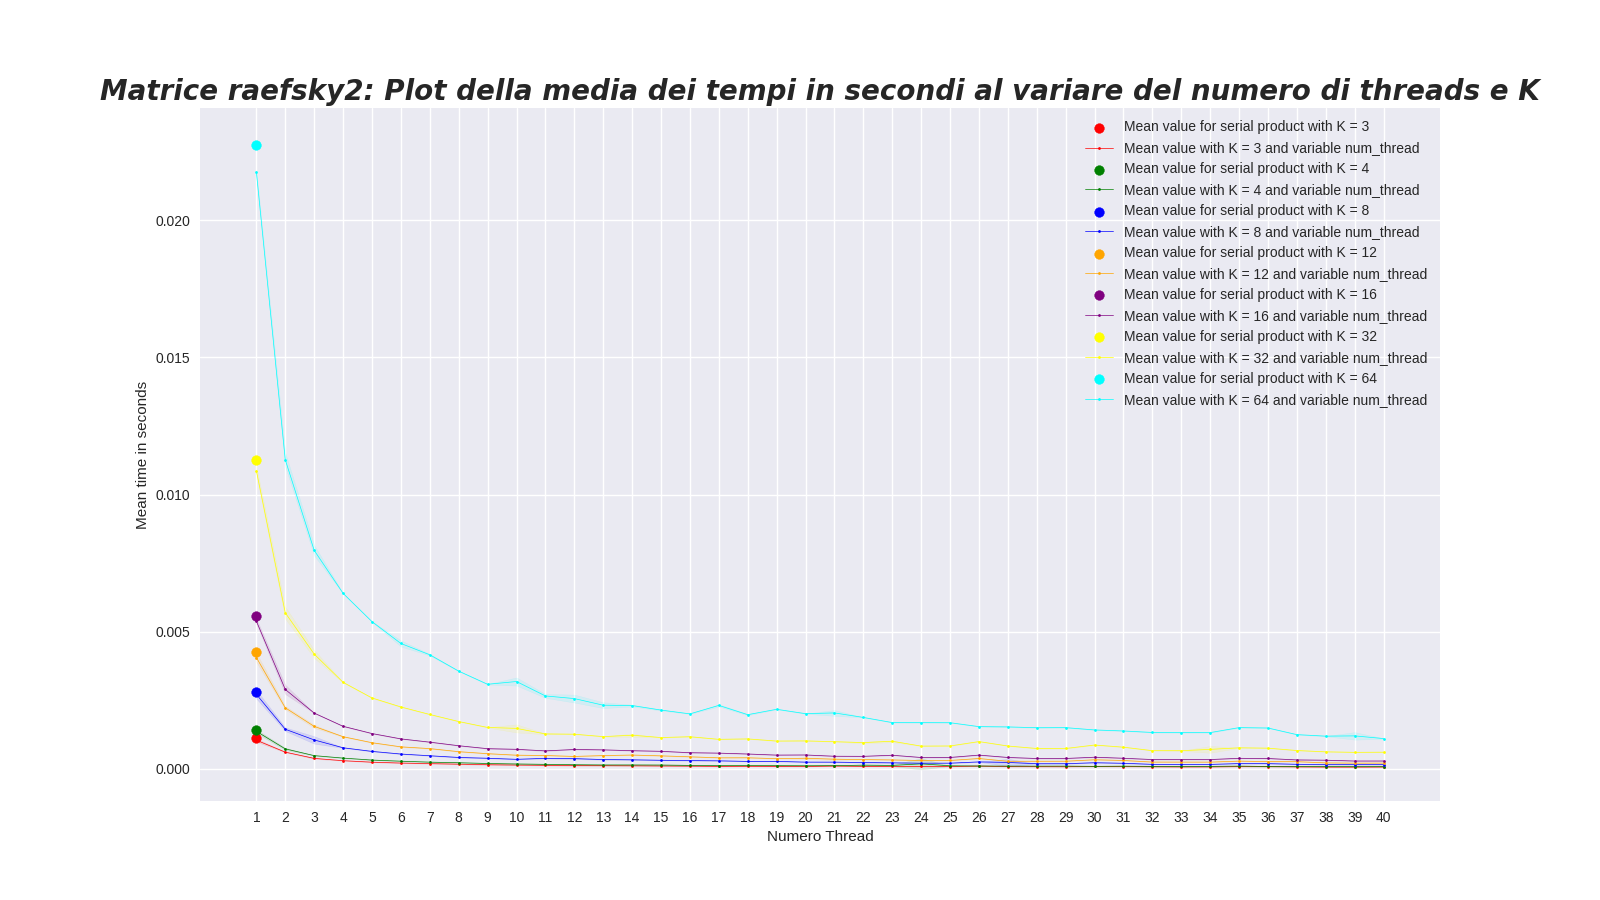 Matrice raefsky2: Plot della media dei tempi in secondi al variare del numero di threads e K
Mean value for serial product with K = 3
Mean value with K = 3 and variable num_thread
Mean value for serial product with K = 4
Mean value with K = 4 and variable num_thread
Mean value for serial product with K = 8
Mean value with K = 8 and variable num_thread
Mean value for serial product with K = 12
Mean value with K = 12 and variable num_thread
Mean value for serial product with K = 16
Mean value with K = 16 and variable num_thread
Mean value for serial product with K = 32
Mean value with K = 32 and variable num_thread
Mean value for serial product with K = 64
Mean value with K = 64 and variable num_thread
Mean time in seconds
0.020
0.015
0.010
0.005
0.000
1 2 3 4 5 6 7 8 9 10 11 12 13 14 15 16 17 18 19 20 21 22 23 24 25 26 27 28 29 30 31 32 33 34 35 36 37 38 39 40
Numero Thread